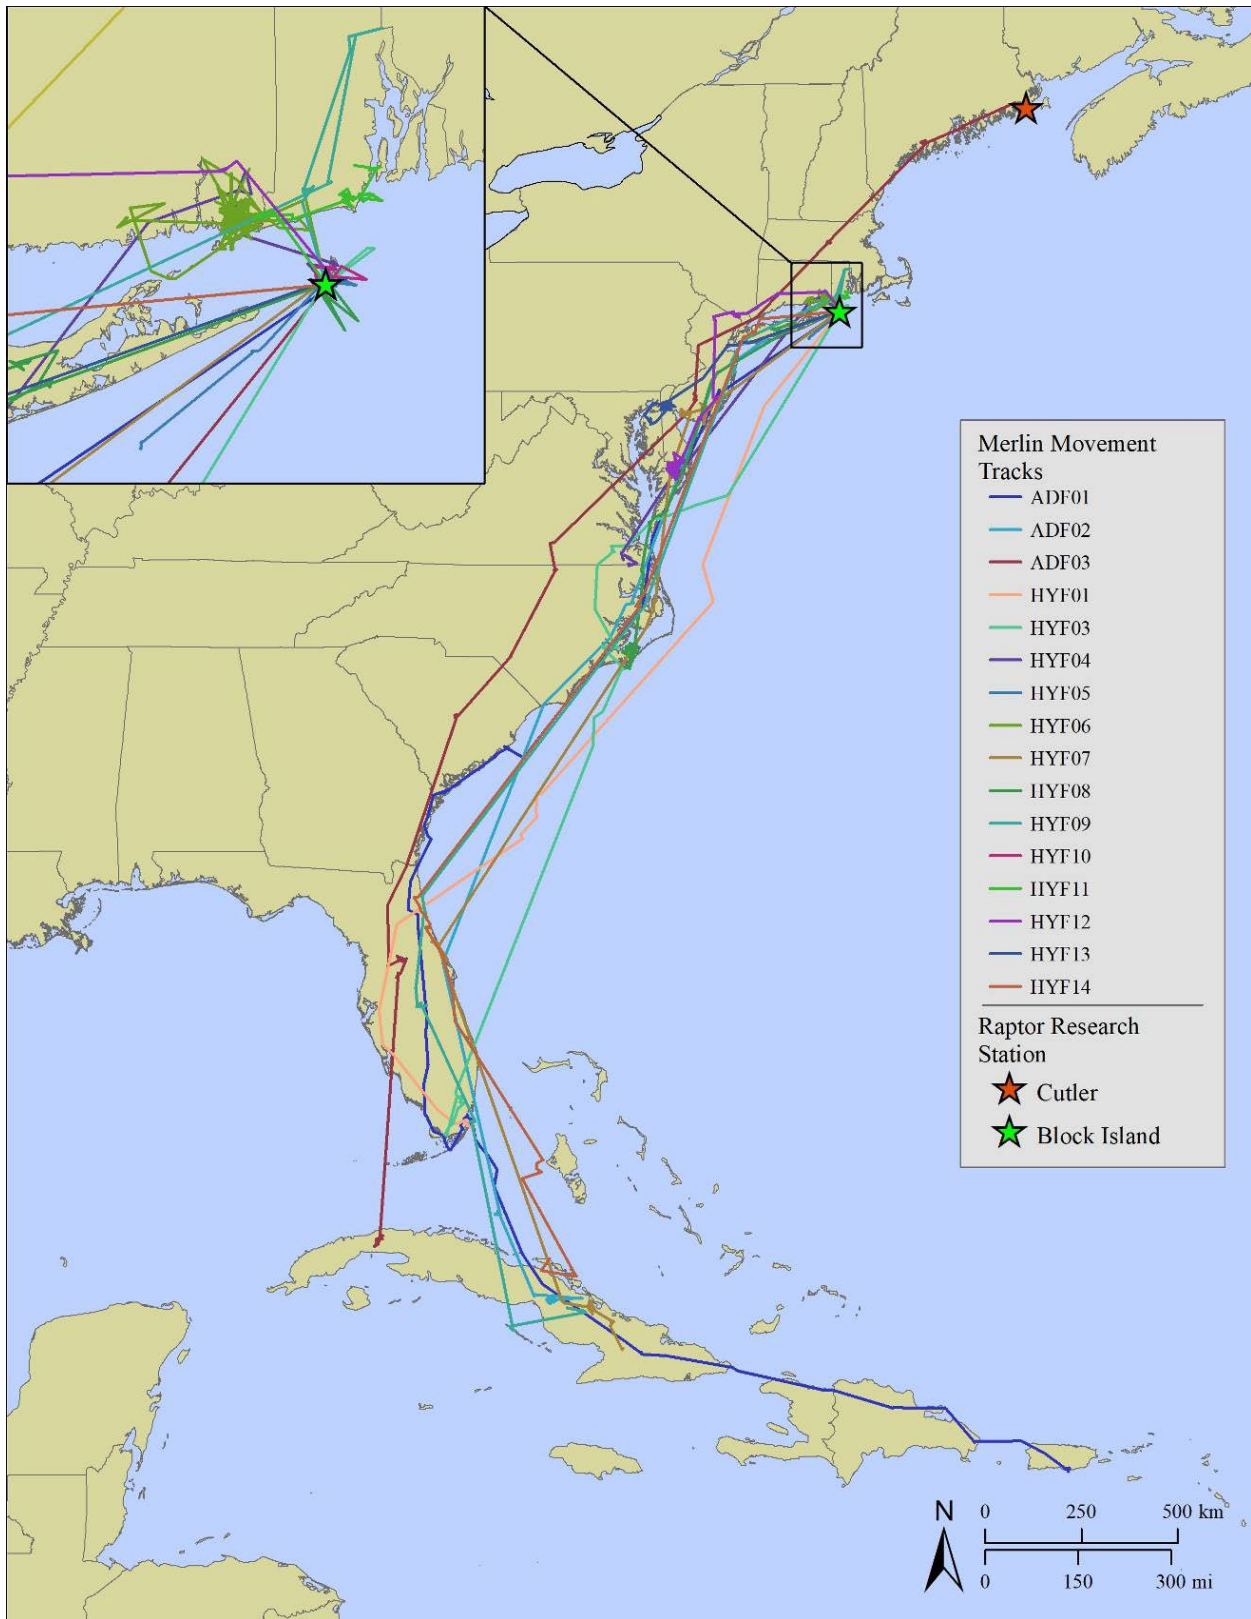 Merlin Movement
Tracks
ADF01
ADF02
ADF03
HYF01
HYF03
HYF04
HYF05
HYF06
HYF07
HYF08
HYF09
HYF10
HYF11
HYF12
HYF13
HYF14
Raptor Research
Station
Cutler
Block Island
N
0 250 500 km
0 150 300 mi